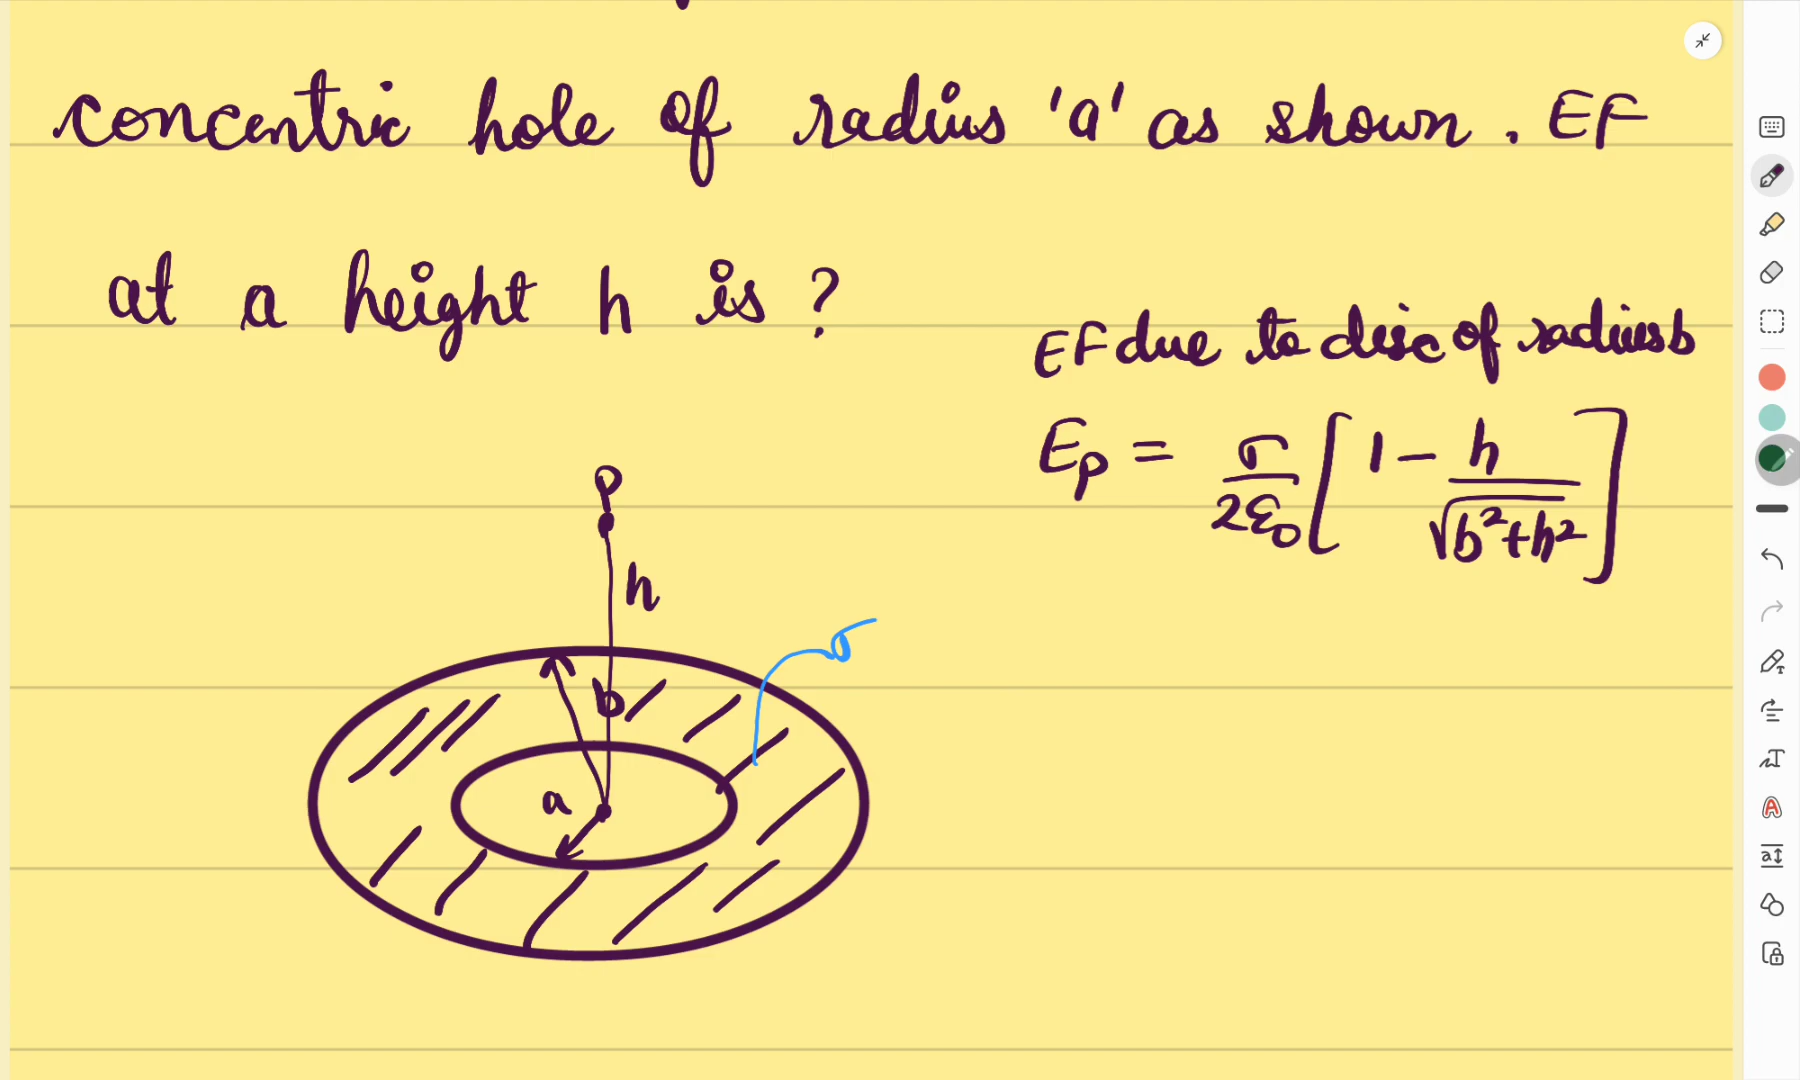 concentric hole of radius 'a' as shown. EF
at a height h is ?
EF due to disc of radius b
Ep = σ/2ε₀ [1 - h/√b²+h²]
P
h
σ
b
a